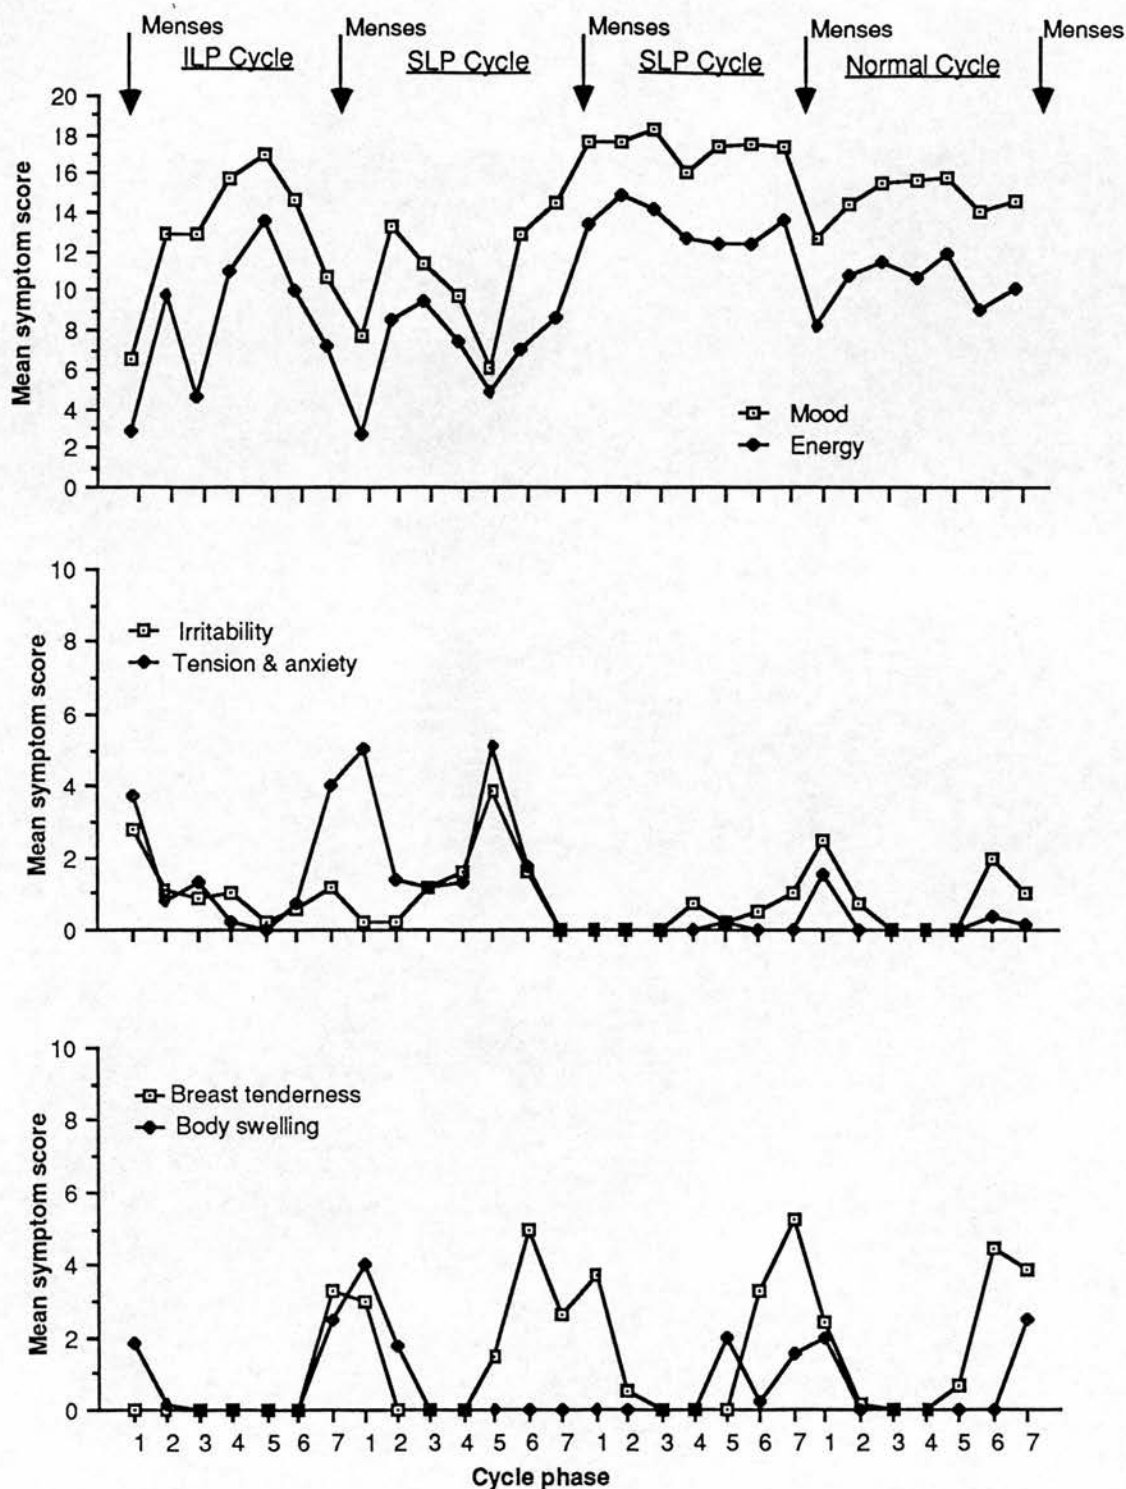 Menses
Menses
Menses
Menses
Menses
ILP Cycle
SLP Cycle
SLP Cycle
Normal Cycle
20
18
16
14
12
10
8
6
4
2
0
Mean symptom score
Mood
Energy
10
8
6
4
2
0
Mean symptom score
Irritability
Tension & anxiety
10
8
6
4
2
0
Mean symptom score
Breast tenderness
Body swelling
1 2 3 4 5 6 7 1 2 3 4 5 6 7 1 2 3 4 5 6 7 1 2 3 4 5 6 7
Cycle phase